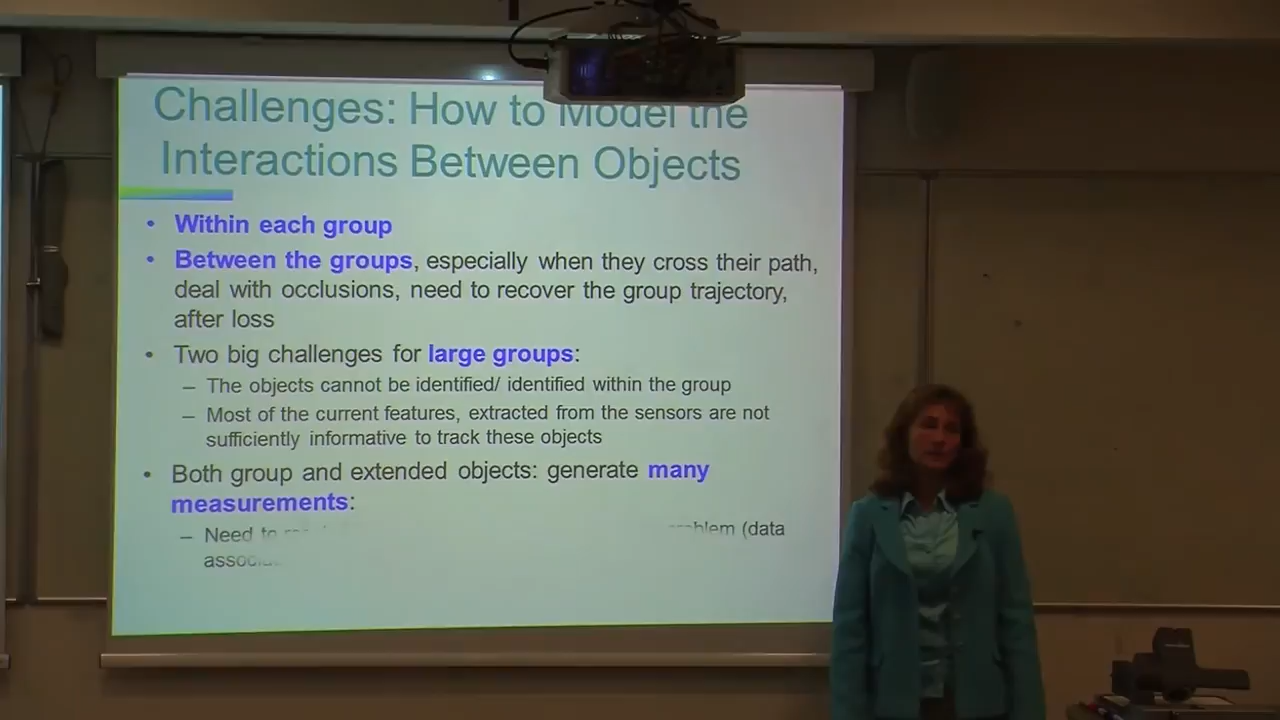 Challenges: How to Model the
Interactions Between Objects
• Within each group
• Between the groups, especially when they cross their path,
deal with occlusions, need to recover the group trajectory,
after loss
• Two big challenges for large groups:
– The objects cannot be identified/ identified within the group
– Most of the current features, extracted from the sensors are not
sufficiently informative to track these objects
• Both group and extended objects: generate many
measurements:
– Need to (data